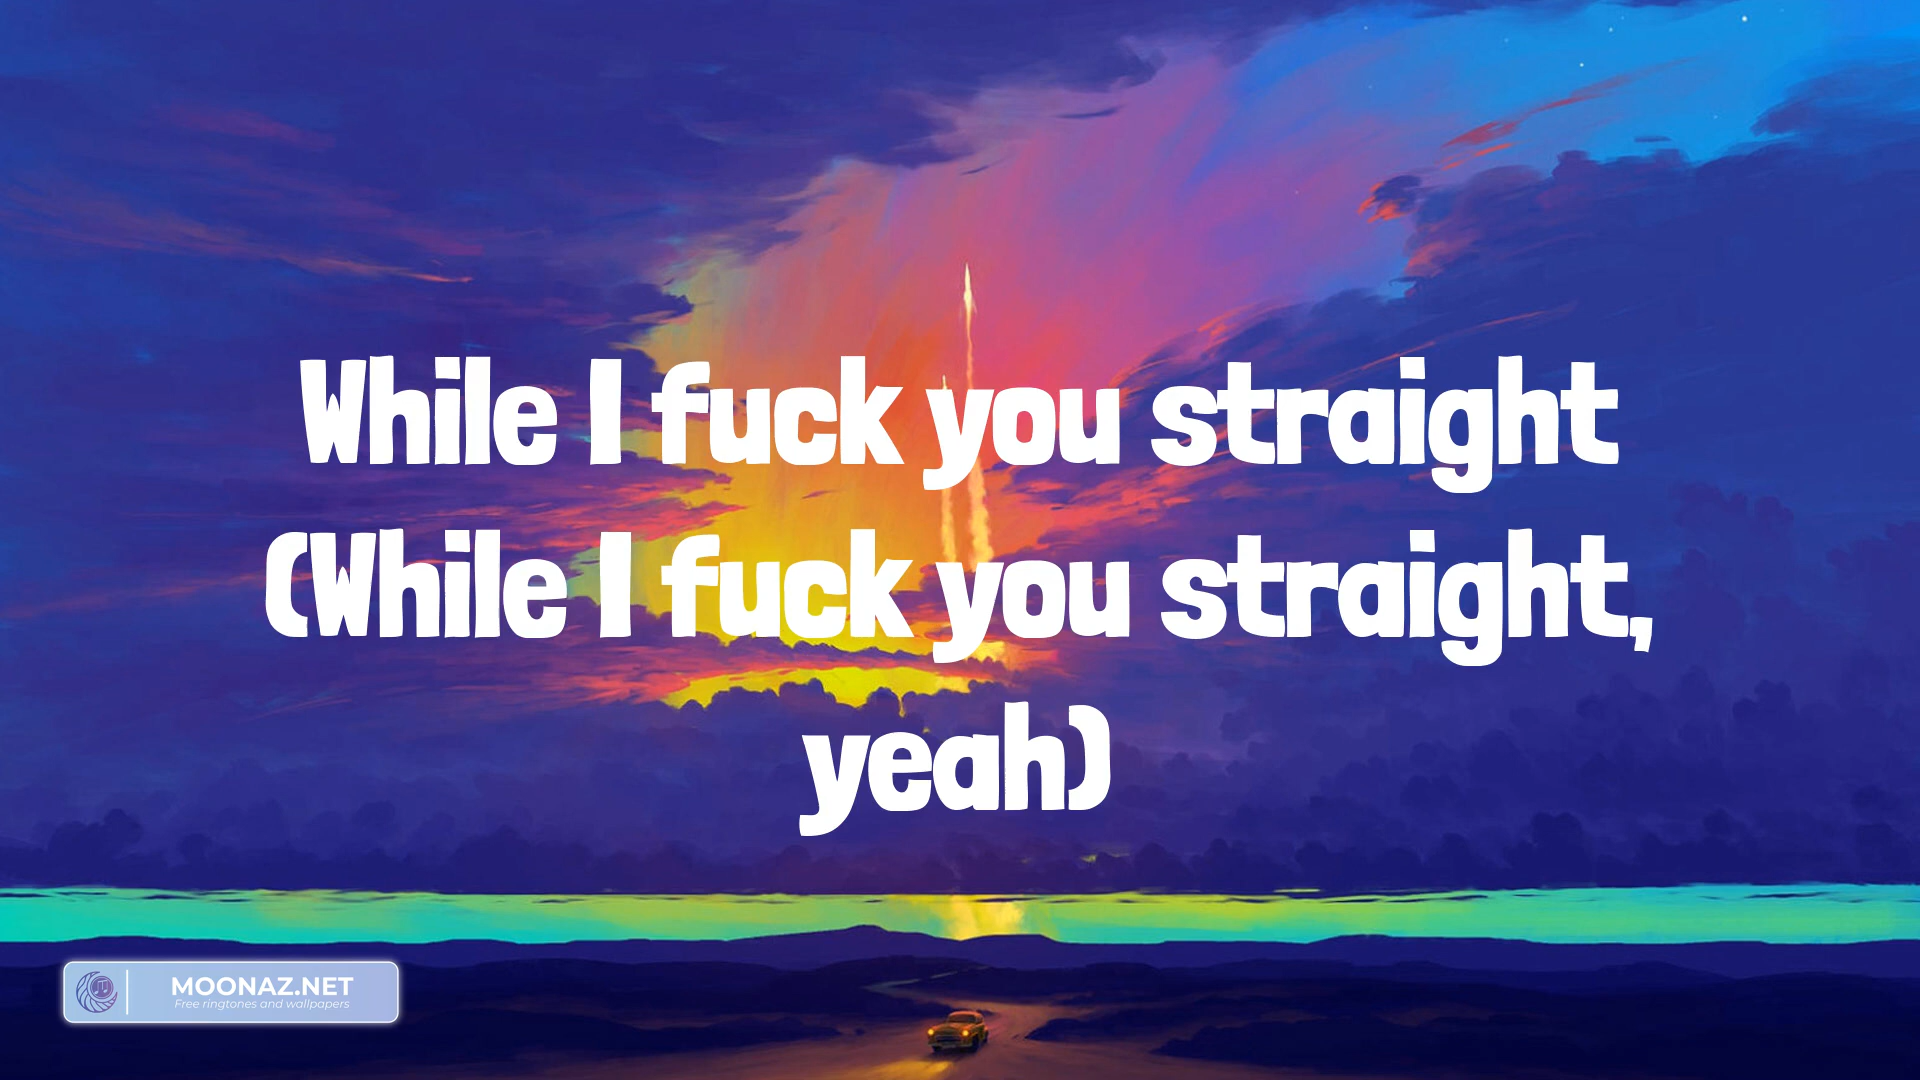 While I fuck you straight
(While I fuck you straight,
yeah)
MOONAZ.NET
Free ringtones and wallpapers